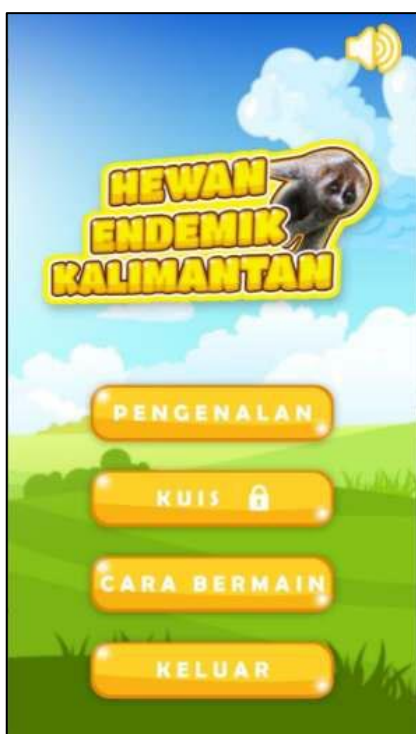 HEWAN
ENDEMIK
KALIMANTAN
PENGENALAN
KUIS
CARA BERMAIN
KELUAR